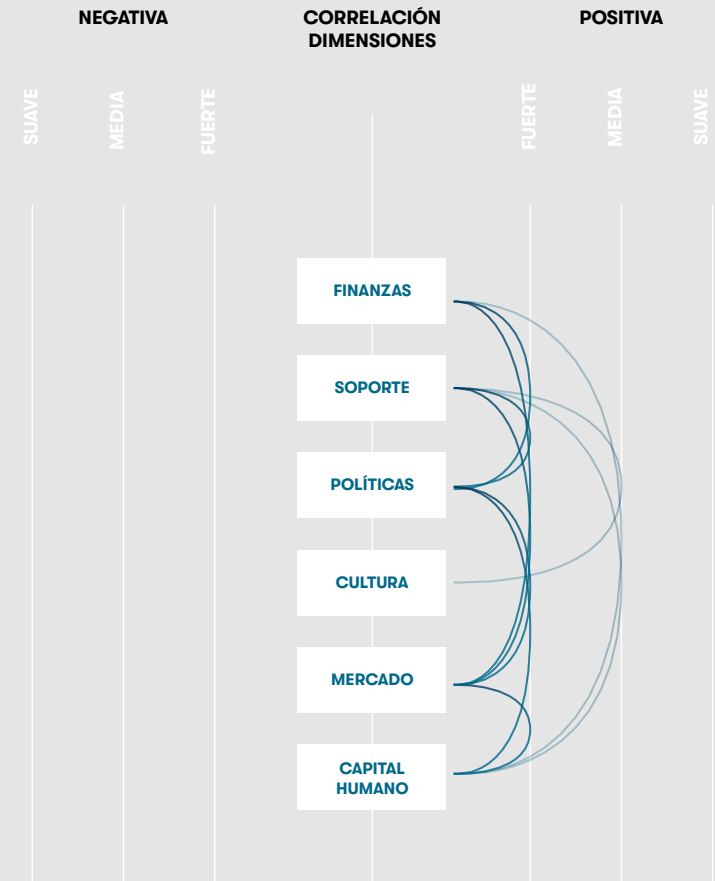 NEGATIVA
CORRELACIÓN
DIMENSIONES
POSITIVA
SUAVE
MEDIA
FUERTE
FUERTE
MEDIA
SUAVE
FINANZAS
SOPORTE
POLÍTICAS
CULTURA
MERCADO
CAPITAL
HUMANO